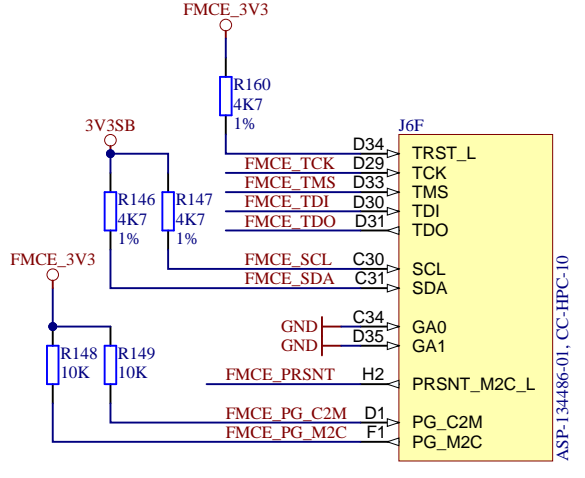 FMCE_3V3
R160
4K7
1%
3V3SB
J6F
D34 TRST_L
FMCE_TCK D29 TCK
FMCE_TMS D33 TMS
FMCE_TDI D30 TDI
FMCE_TDO D31 TDO
R146 R147
4K7 4K7
1% 1%
FMCE_3V3
FMCE_SCL C30 SCL
FMCE_SDA C31 SDA
GND C34 GA0
GND D35 GA1
R148 R149
10K 10K
FMCE_PRSNT H2 PRSNT_M2C_L
FMCE_PG_C2M D1 PG_C2M
FMCE_PG_M2C F1 PG_M2C
ASP-134486-01, CC-HPC-10